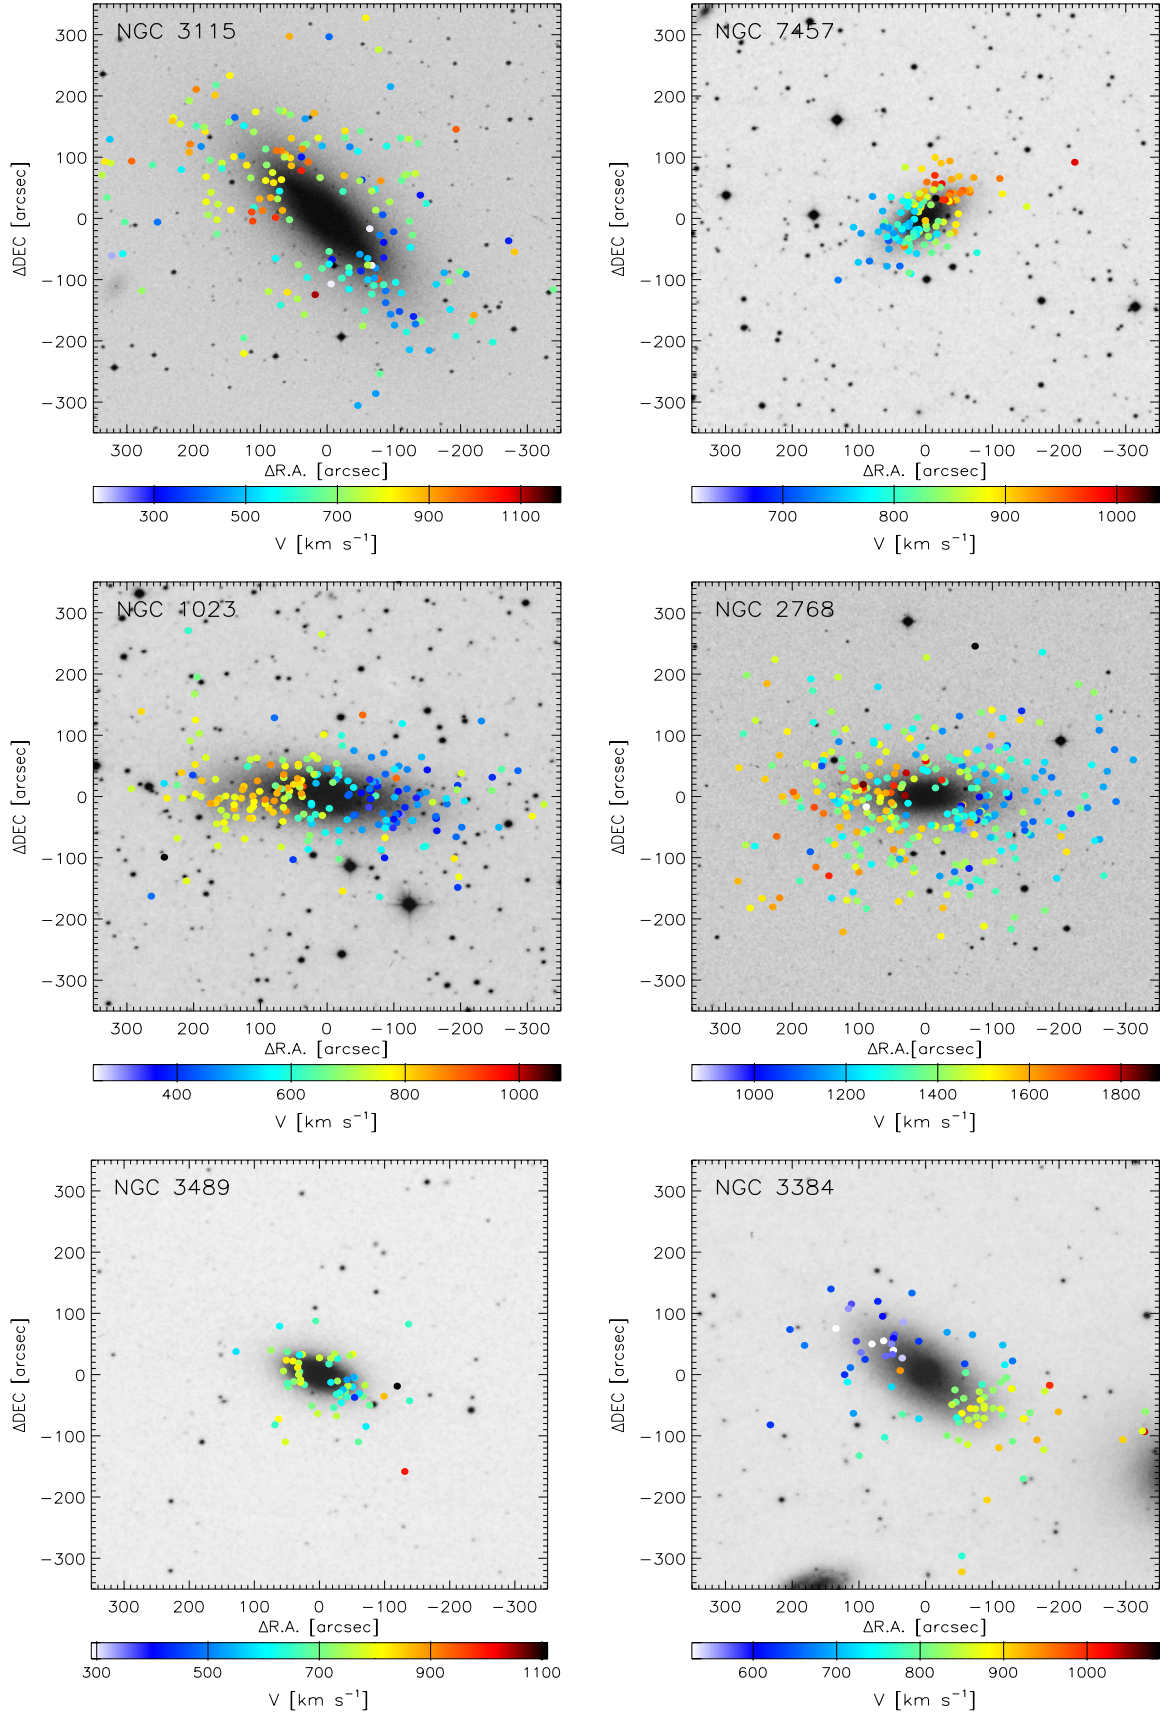 NGC 3115
300
200
100
0
−100
−200
−300
ΔDEC [arcsec]
300 200 100 0 −100 −200 −300
ΔR.A. [arcsec]
300 500 700 900 1100
V [km s⁻¹]
NGC 7457
300
200
100
0
−100
−200
−300
ΔDEC [arcsec]
300 200 100 0 −100 −200 −300
ΔR.A. [arcsec]
700 800 900 1000
V [km s⁻¹]
NGC 1023
300
200
100
0
−100
−200
−300
ΔDEC [arcsec]
300 200 100 0 −100 −200 −300
ΔR.A. [arcsec]
400 600 800 1000
V [km s⁻¹]
NGC 2768
300
200
100
0
−100
−200
−300
ΔDEC [arcsec]
300 200 100 0 −100 −200 −300
ΔR.A.[arcsec]
1000 1200 1400 1600 1800
V [km s⁻¹]
NGC 3489
300
200
100
0
−100
−200
−300
ΔDEC [arcsec]
300 200 100 0 −100 −200 −300
ΔR.A. [arcsec]
300 500 700 900 1100
V [km s⁻¹]
NGC 3384
300
200
100
0
−100
−200
−300
ΔDEC [arcsec]
300 200 100 0 −100 −200 −300
ΔR.A. [arcsec]
600 700 800 900 1000
V [km s⁻¹]